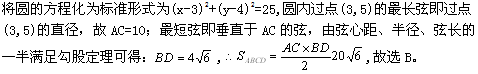 将圆的方程化为标准形式为(x-3)²+(y-4)²=25,圆内过点(3,5)的最长弦即过点
(3,5)的直径，故AC=10；最短弦即垂直于AC的弦，由弦心距、半径、弦长的
一半满足勾股定理可得：BD=4√6,∴S_{ABCD}=\frac{AC×BD}{2}20√6,故选B。